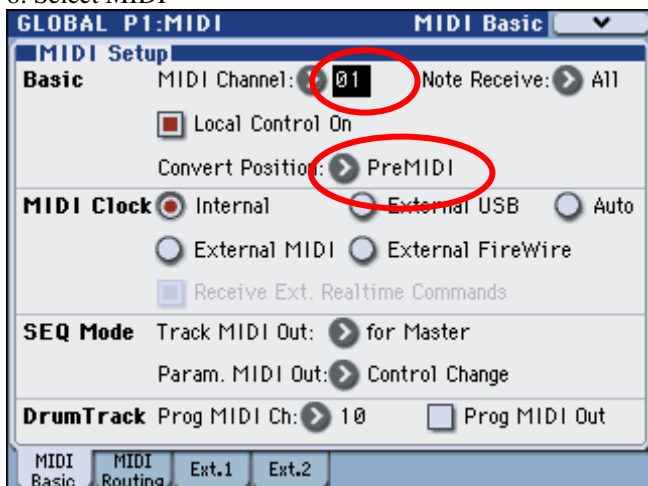 GLOBAL P1:MIDI MIDI Basic
MIDI Setup
Basic MIDI Channel: 01 Note Receive: All
Local Control On
Convert Position: PreMIDI
MIDI Clock Internal External USB Auto
External MIDI External FireWire
Receive Ext. Realtime Commands
SEQ Mode Track MIDI Out: for Master
Param. MIDI Out: Control Change
DrumTrack Prog MIDI Ch: 10 Prog MIDI Out
MIDI Basic MIDI Routing Ext.1 Ext.2